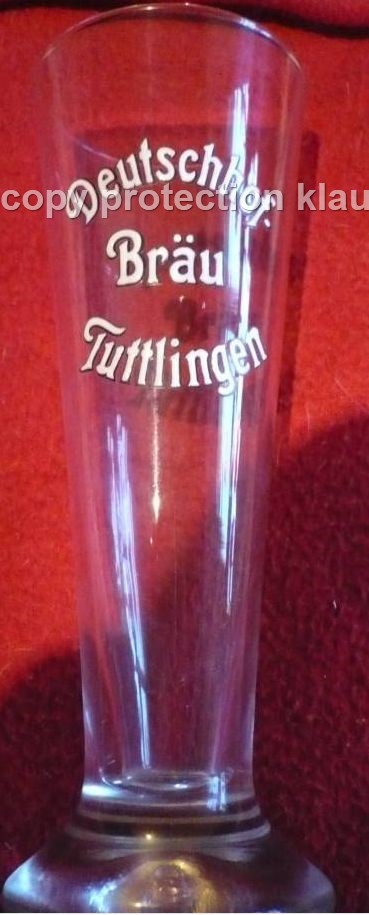 Deutschhof
copy protection klau
Bräu
Tuttlingen